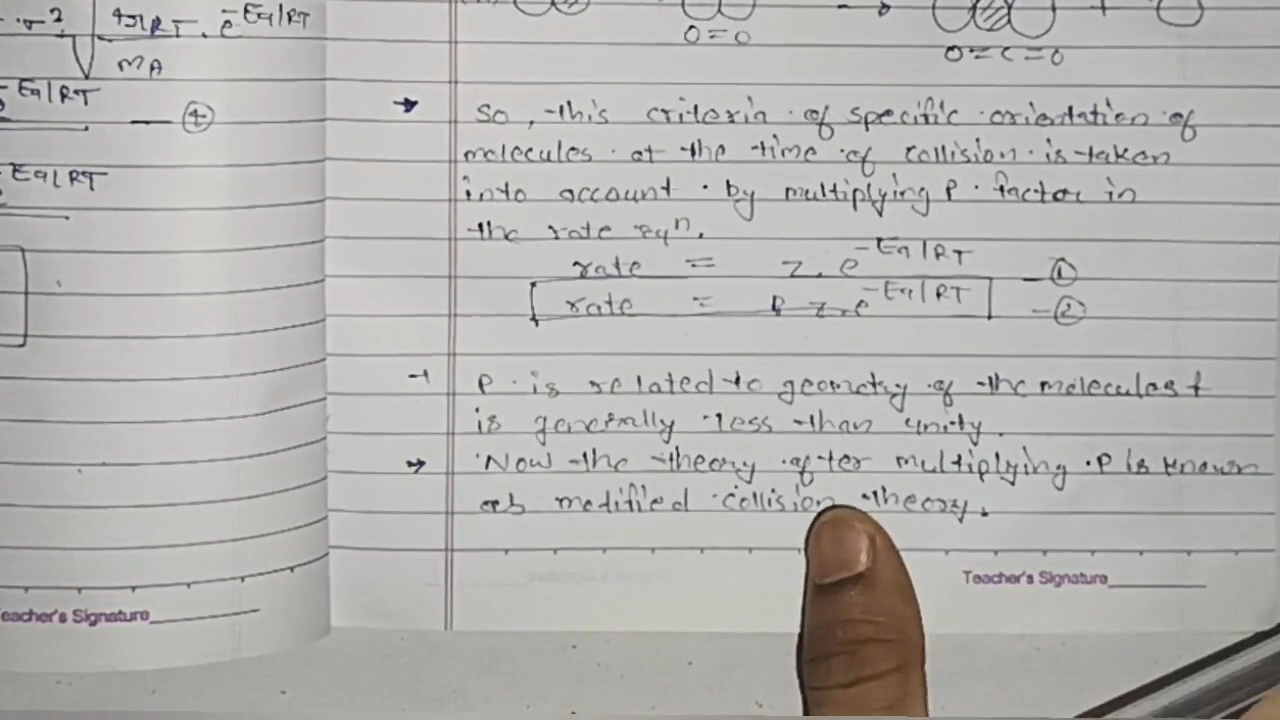 σ². √ 4πRT . e^-Ea/RT
mA
Ea/RT — ④
Ea/RT
Teacher's Signature
O=O
O=C=O
→ So, this criteria of specific orientation of
molecules at the time of collision is taken
into account by multiplying P factor in
the rate eqⁿ.
rate = z. e^-Ea/RT —①
rate = P z.e^-Ea/RT —②
→ P is related to geometry of the molecules &
is generally less than unity.
→ Now the theory after multiplying P is known
as modified collision theory.
Teacher's Signature